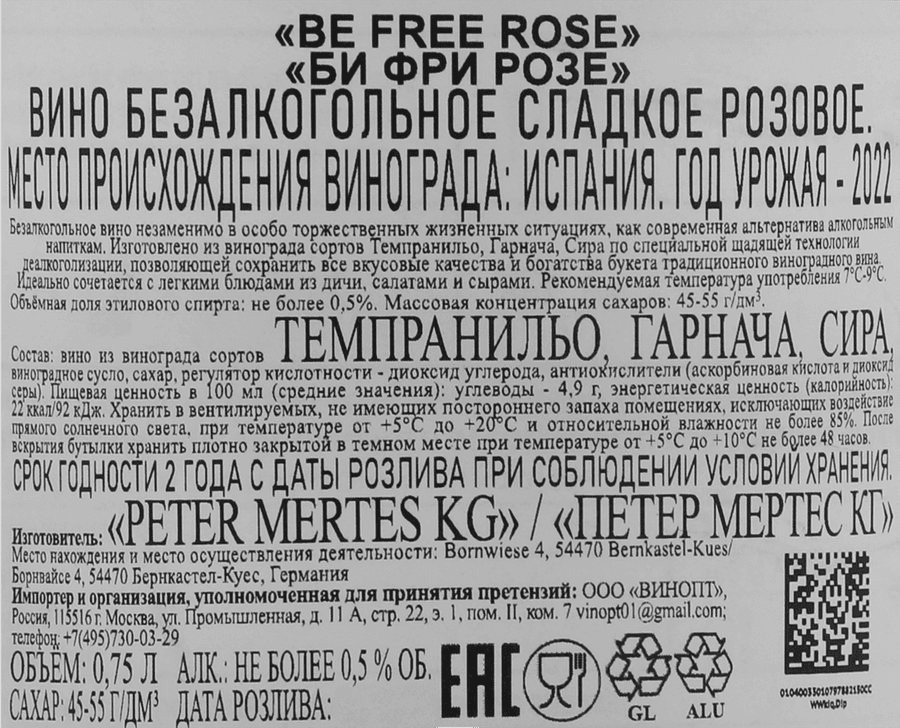 «BE FREE ROSE»
«БИ ФРИ РОЗЕ»
ВИНО БЕЗАЛКОГОЛЬНОЕ СЛАДКОЕ РОЗОВОЕ.
МЕСТО ПРОИСХОЖДЕНИЯ ВИНОГРАДА: ИСПАНИЯ. ГОД УРОЖАЯ - 2022
Безалкогольное вино незаменимо в особо торжественных жизненных ситуациях, как современная альтернатива алкогольным
напиткам. Изготовлено из винограда сортов Темпранильо, Гарнача, Сира по специальной щадящей технологии
деалкоголизации, позволяющей сохранить все вкусовые качества и богатства букета традиционного виноградного вина.
Идеально сочетается с легкими блюдами из дичи, салатами и сырами. Рекомендуемая температура употребления 7°С-9°С.
Объёмная доля этилового спирта: не более 0,5%. Массовая концентрация сахаров: 45-55 г/дм³.
Состав: вино из винограда сортов ТЕМПРАНИЛЬО, ГАРНАЧА, СИРА,
виноградное сусло, сахар, регулятор кислотности - диоксид углерода, антиокислители (аскорбиновая кислота и диоксид
серы). Пищевая ценность в 100 мл (средние значения): углеводы - 4,9 г, энергетическая ценность (калорийность):
22 ккал/92 кДж. Хранить в вентилируемых, не имеющих постороннего запаха помещениях, исключающих воздействие
прямого солнечного света, при температуре от +5°С до +20°С и относительной влажности не более 85%. После
вскрытия бутылки хранить плотно закрытой в темном месте при температуре от +5°С до +10°С не более 48 часов.
СРОК ГОДНОСТИ 2 ГОДА С ДАТЫ РОЗЛИВА ПРИ СОБЛЮДЕНИИ УСЛОВИЙ ХРАНЕНИЯ.
Изготовитель: «PETER MERTES KG» / «ПЕТЕР МЕРТЕС КГ»
Место нахождения и место осуществления деятельности: Bornwiese 4, 54470 Bernkastel-Kues/
Борнвайсе 4, 54470 Бернкастел-Куес, Германия
Импортер и организация, уполномоченная для принятия претензий: ООО «ВИНОПТ»,
Россия, 115516 г. Москва, ул. Промышленная, д. 11 А, стр. 22, э. 1, пом. II, ком. 7 vinopt01@gmail.com;
телефон: +7(495)730-03-29
ОБЪЕМ: 0,75 Л АЛК.: НЕ БОЛЕЕ 0,5 % ОБ.
САХАР: 45-55 Г/ДМ³ ДАТА РОЗЛИВА:
EAC
GL
ALU